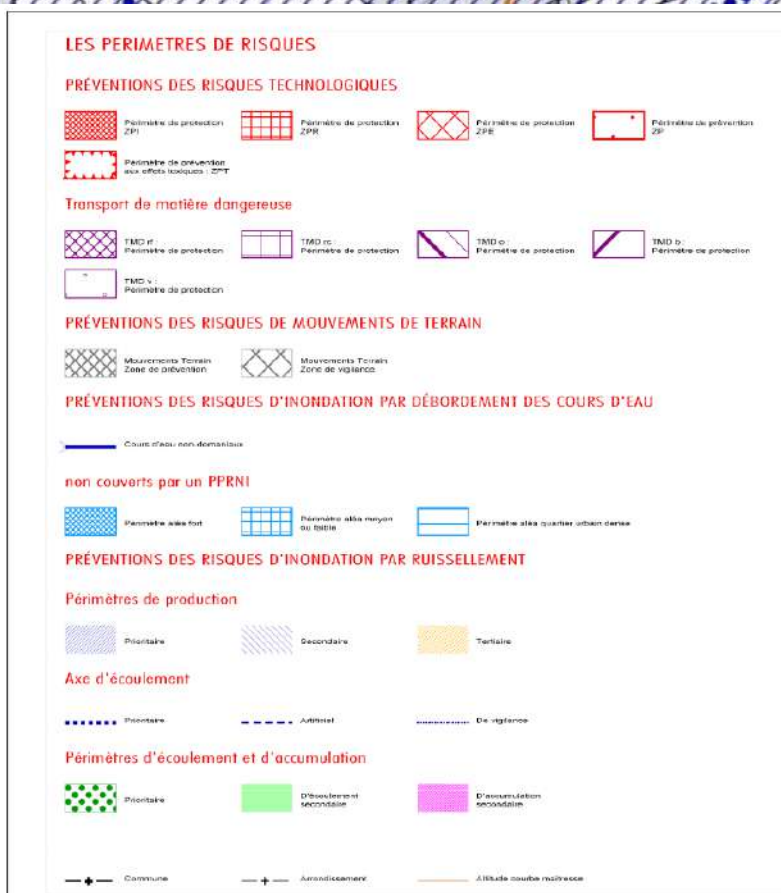 LES PERIMETRES DE RISQUES
PRÉVENTIONS DES RISQUES TECHNOLOGIQUES
Périmètre de protection
ZPI
Périmètre de protection
ZPR
Périmètre de protection
ZPE
Périmètre de prévention
ZP
Périmètre de prévention
aux effets toxiques : ZPT
Transport de matière dangereuse
TMD rf :
Périmètre de protection
TMD rc :
Périmètre de protection
TMD o :
Périmètre de protection
TMD b :
Périmètre de protection
TMD v :
Périmètre de protection
PRÉVENTIONS DES RISQUES DE MOUVEMENTS DE TERRAIN
Mouvements Terrain
Zone de prévention
Mouvements Terrain
Zone de vigilance
PRÉVENTIONS DES RISQUES D'INONDATION PAR DÉBORDEMENT DES COURS D'EAU
Cours d'eau non domaniaux
non couverts par un PPRNI
Périmètre aléa fort
Périmètre aléa moyen
ou faible
Périmètre aléa quartier urbain dense
PRÉVENTIONS DES RISQUES D'INONDATION PAR RUISSELLEMENT
Périmètres de production
Prioritaire
Secondaire
Tertiaire
Axe d'écoulement
Prioritaire
Artificiel
De vigilance
Périmètres d'écoulement et d'accumulation
Prioritaire
D'écoulement
secondaire
D'accumulation
secondaire
Commune
Arrondissement
Altitude courbe maîtresse